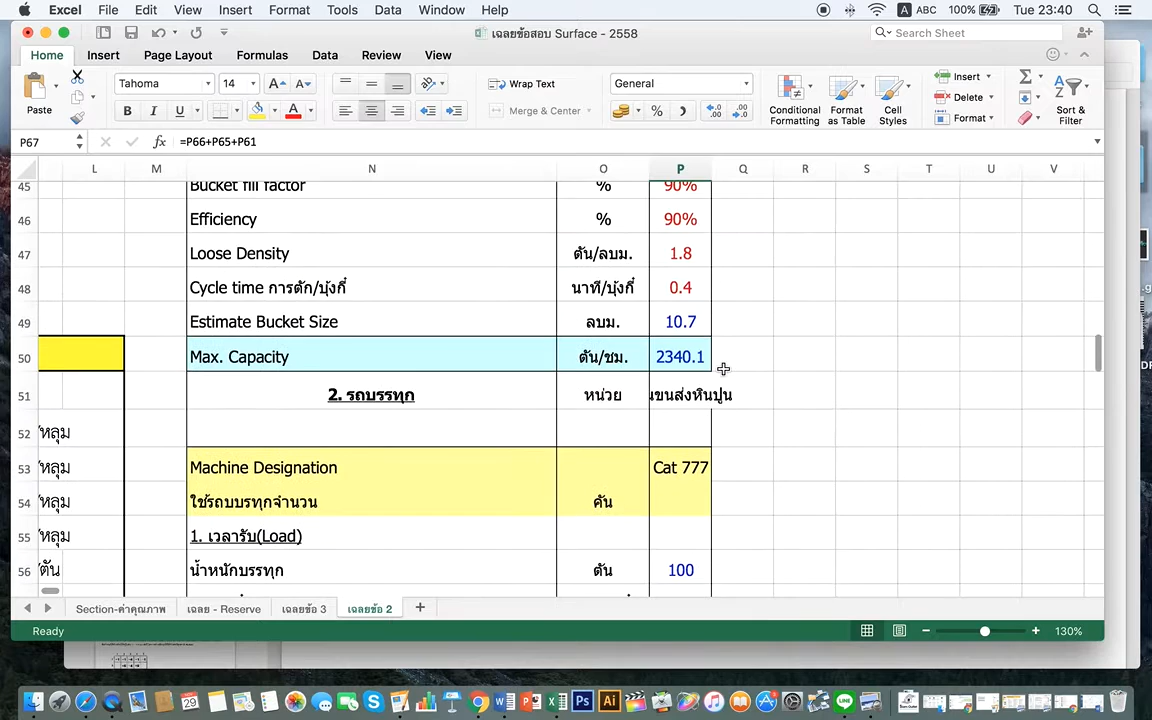 Excel File Edit View Insert Format Tools Data Window Help A ABC 100% Tue 23:40
เฉลยข้อสอบ Surface - 2558 Search Sheet
Home Insert Page Layout Formulas Data Review View
Paste Tahoma 14 A A Wrap Text General Insert
B I U A Merge & Center % Conditional Formatting Format as Table Cell Styles Delete Format Sort & Filter
P67 fx =P66+P65+P61
L M N O P Q R S T U V
45 Bucket fill factor % 90%
46 Efficiency % 90%
47 Loose Density ตัน/ลบม. 1.8
48 Cycle time การตัก/บุ้งกี๋ นาที/บุ้งกี๋ 0.4
49 Estimate Bucket Size ลบม. 10.7
50 Max. Capacity ตัน/ชม. 2340.1
51 2. รถบรรทุก หน่วย นขนส่งหินปูน
52 หลุม
53 หลุม Machine Designation Cat 777
54 หลุม ใช้รถบบรทุกจำนวน คัน
55 หลุม 1. เวลารับ(Load)
56 /ตัน น้ำหนักบรรทุก ตัน 100
Section-ค่าคุณภาพ เฉลย - Reserve เฉลยข้อ 3 เฉลยข้อ 2 +
Ready 130%